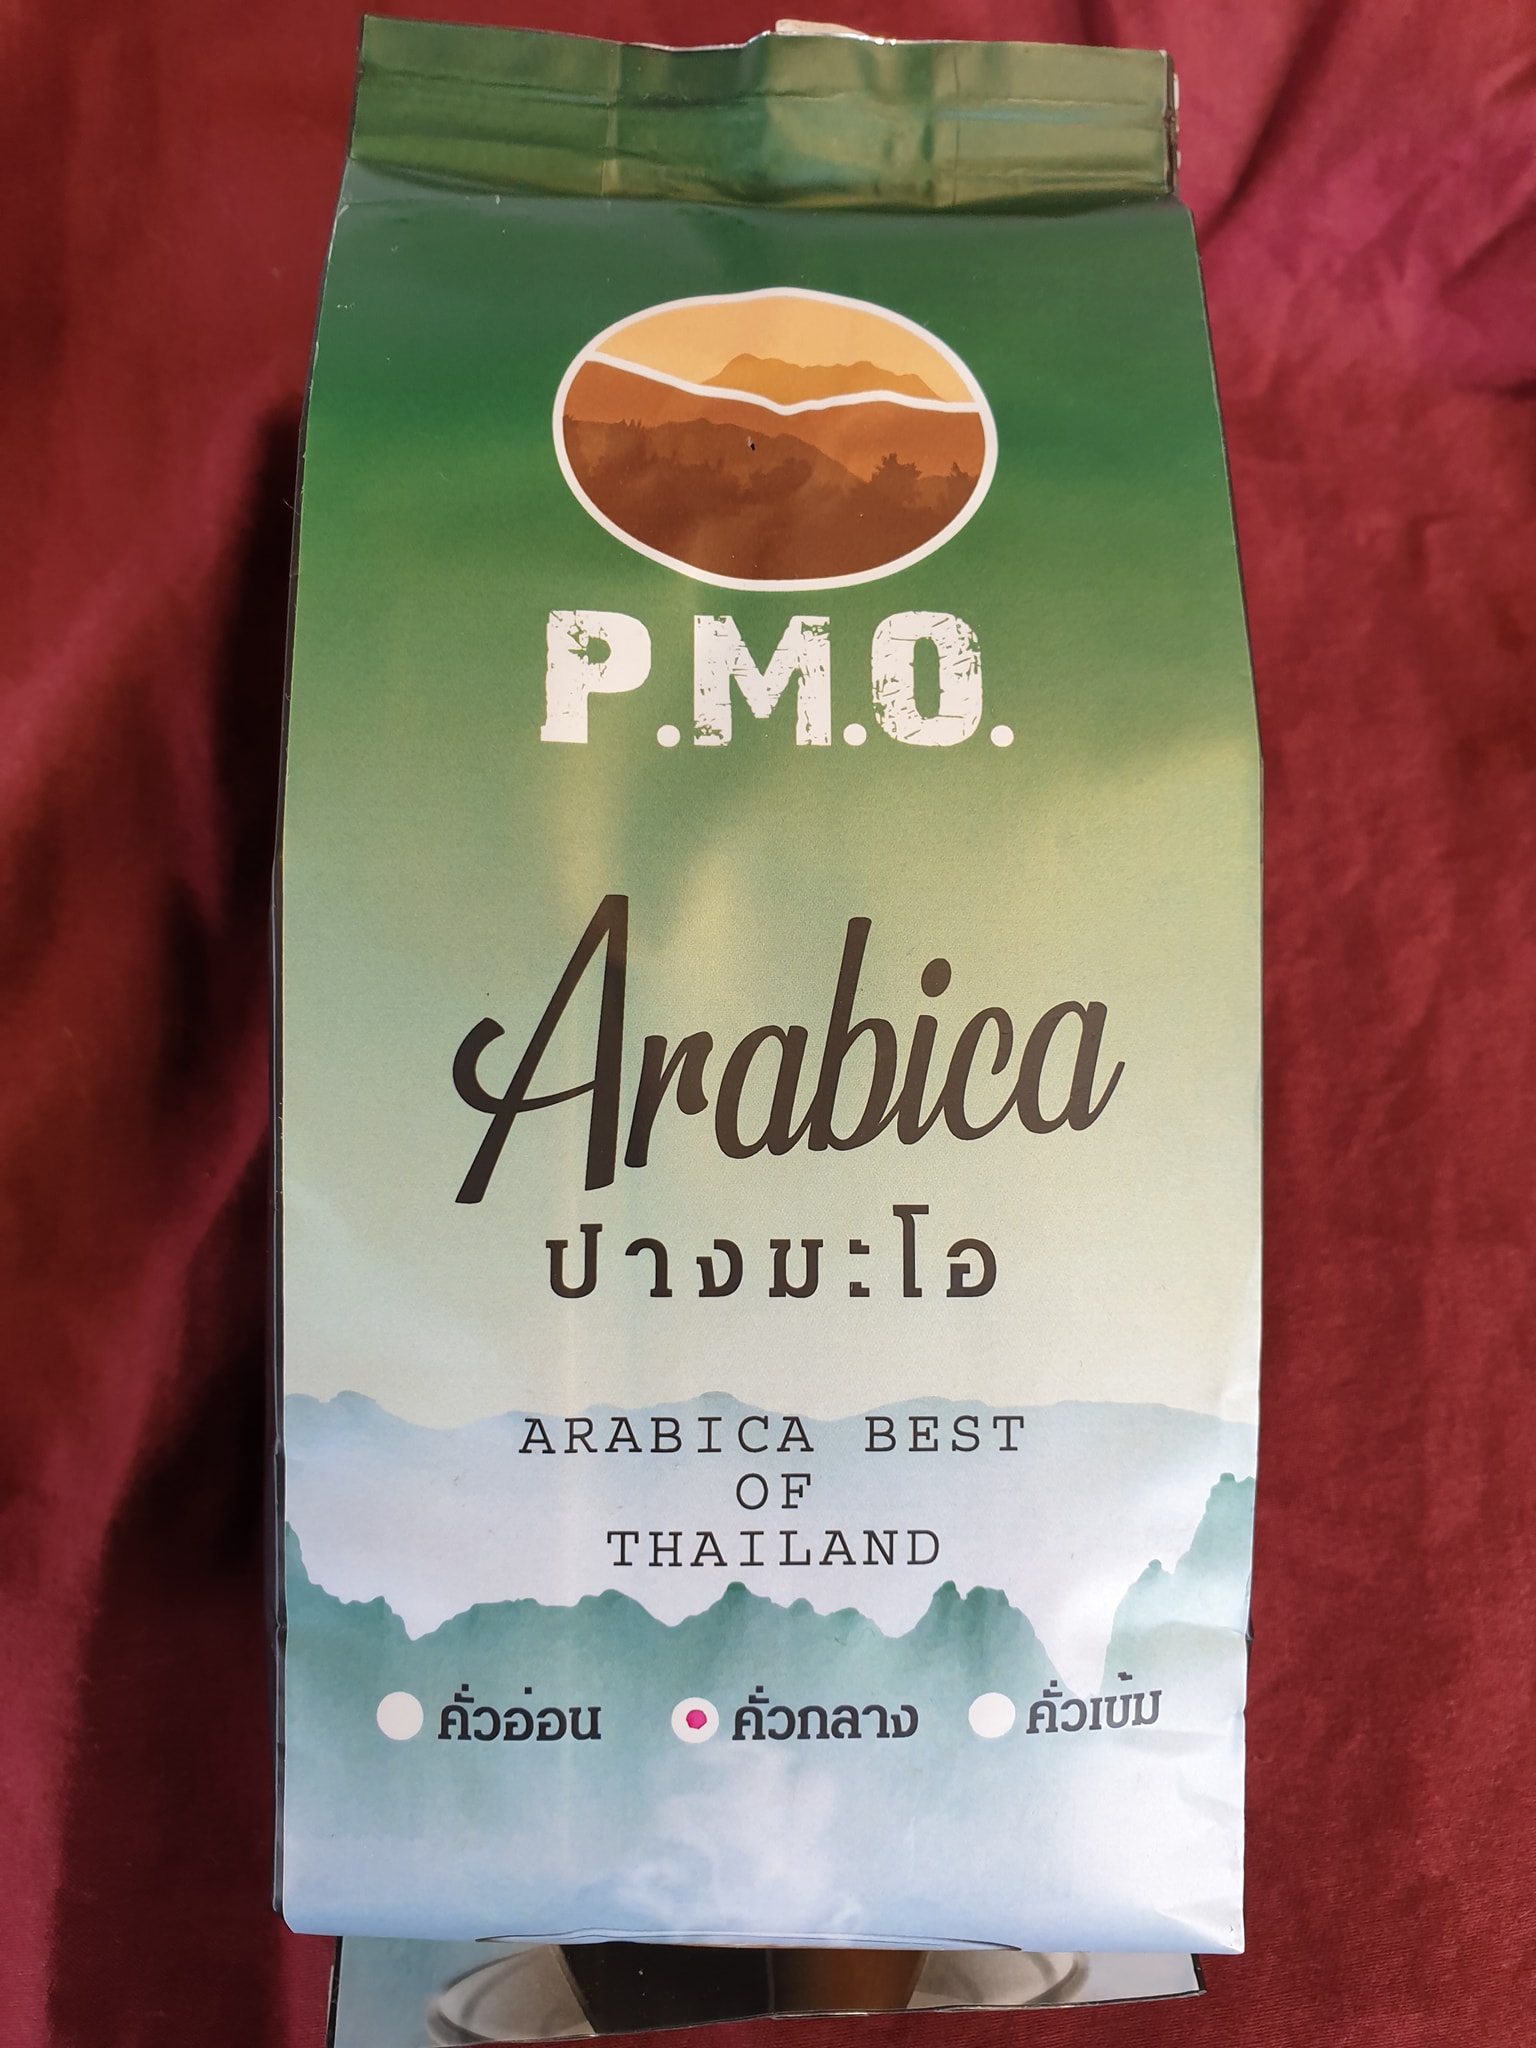 P.M.O.
Arabica
ปางมะโอ
ARABICA BEST
OF
THAILAND
คั่วอ่อน คั่วกลาง คั่วเข้ม